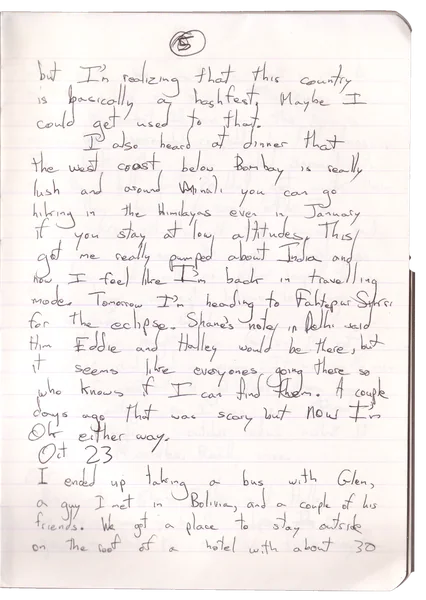 5
but I'm realizing that this country
is basically a hashfest. Maybe I
could get used to that.
I also heard at dinner that
the west coast below Bombay is really
lush and around Minali you can go
hiking in the Himilayas even in January
if you stay at low altitudes. This
got me really pumped about India and
now I feel like I'm back in travelling
mode. Tomorrow I'm heading to Fahtepur Sikri
for the eclipse. Shane's note in Delhi said
him Eddie and Halley would be there, but
it seems like everyones going there so
who knows if I can find them. A couple
days ago that was scary but now I'm
OK either way.
Oct 23
I ended up taking a bus with Glen,
a guy I met in Bolivia, and a couple of his
friends. We got a place to stay outside
on the roof of a hotel with about 30